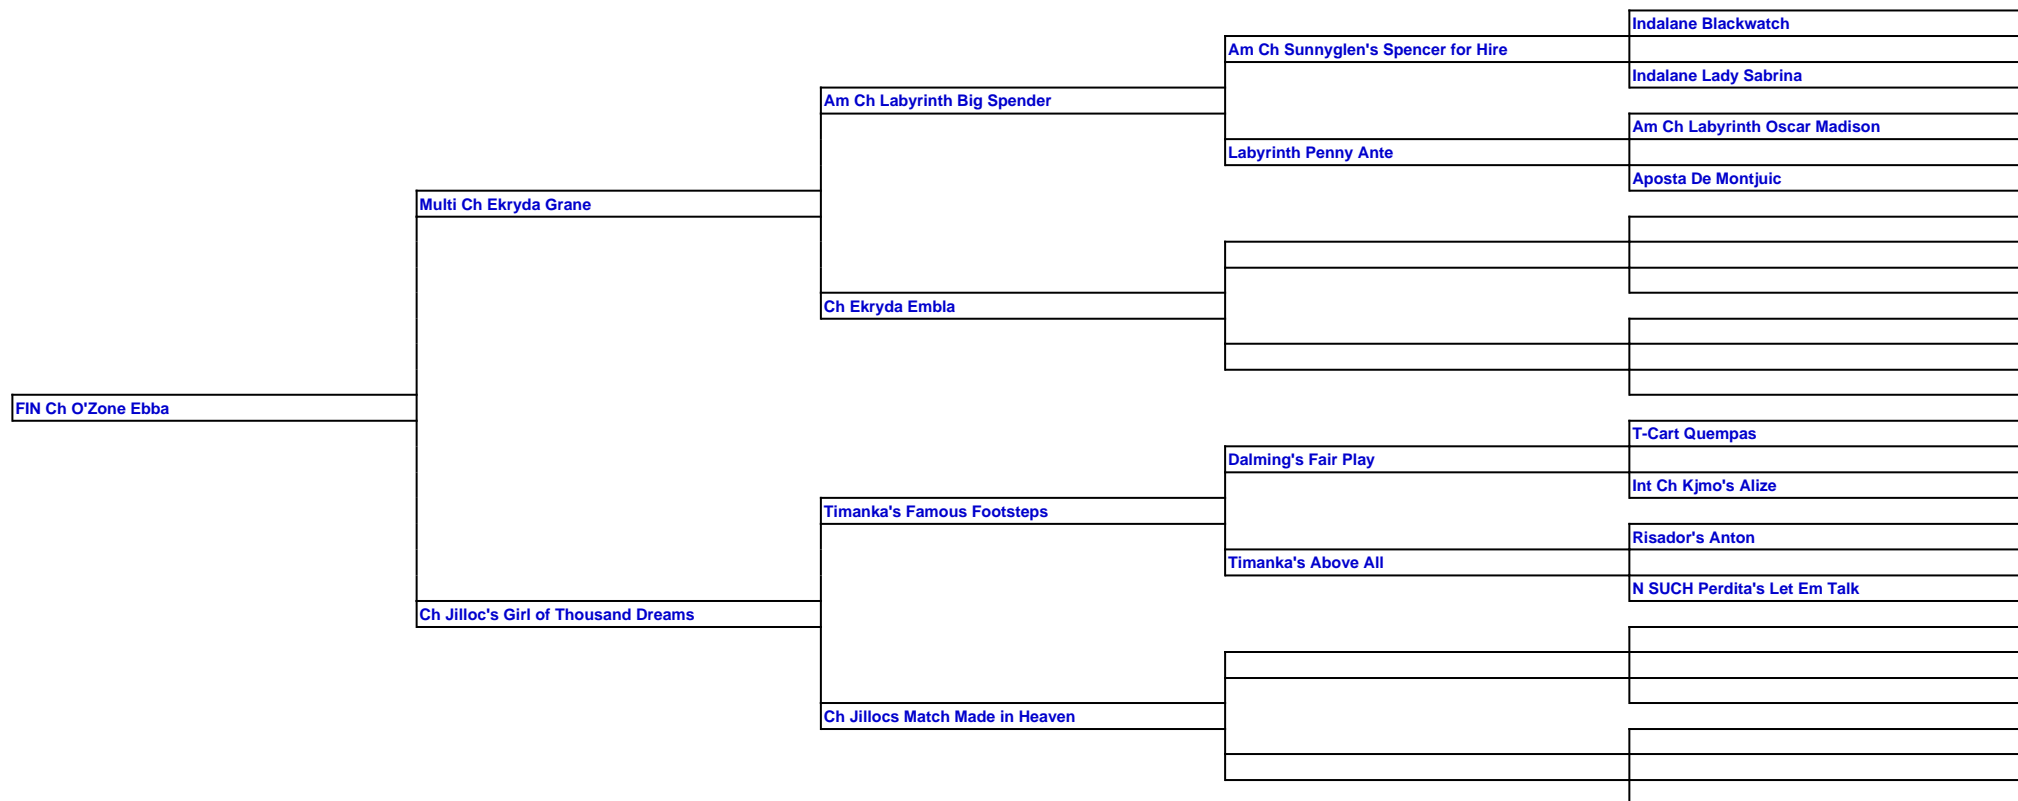 Indalane Blackwatch
Am Ch Sunnyglen's Spencer for Hire
Indalane Lady Sabrina
Am Ch Labyrinth Big Spender
Am Ch Labyrinth Oscar Madison
Labyrinth Penny Ante
Aposta De Montjuic
Multi Ch Ekryda Grane
Ch Ekryda Embla
FIN Ch O'Zone Ebba
T-Cart Quempas
Dalming's Fair Play
Int Ch Kjmo's Alize
Timanka's Famous Footsteps
Risador's Anton
Timanka's Above All
N SUCH Perdita's Let Em Talk
Ch Jilloc's Girl of Thousand Dreams
Ch Jillocs Match Made in Heaven